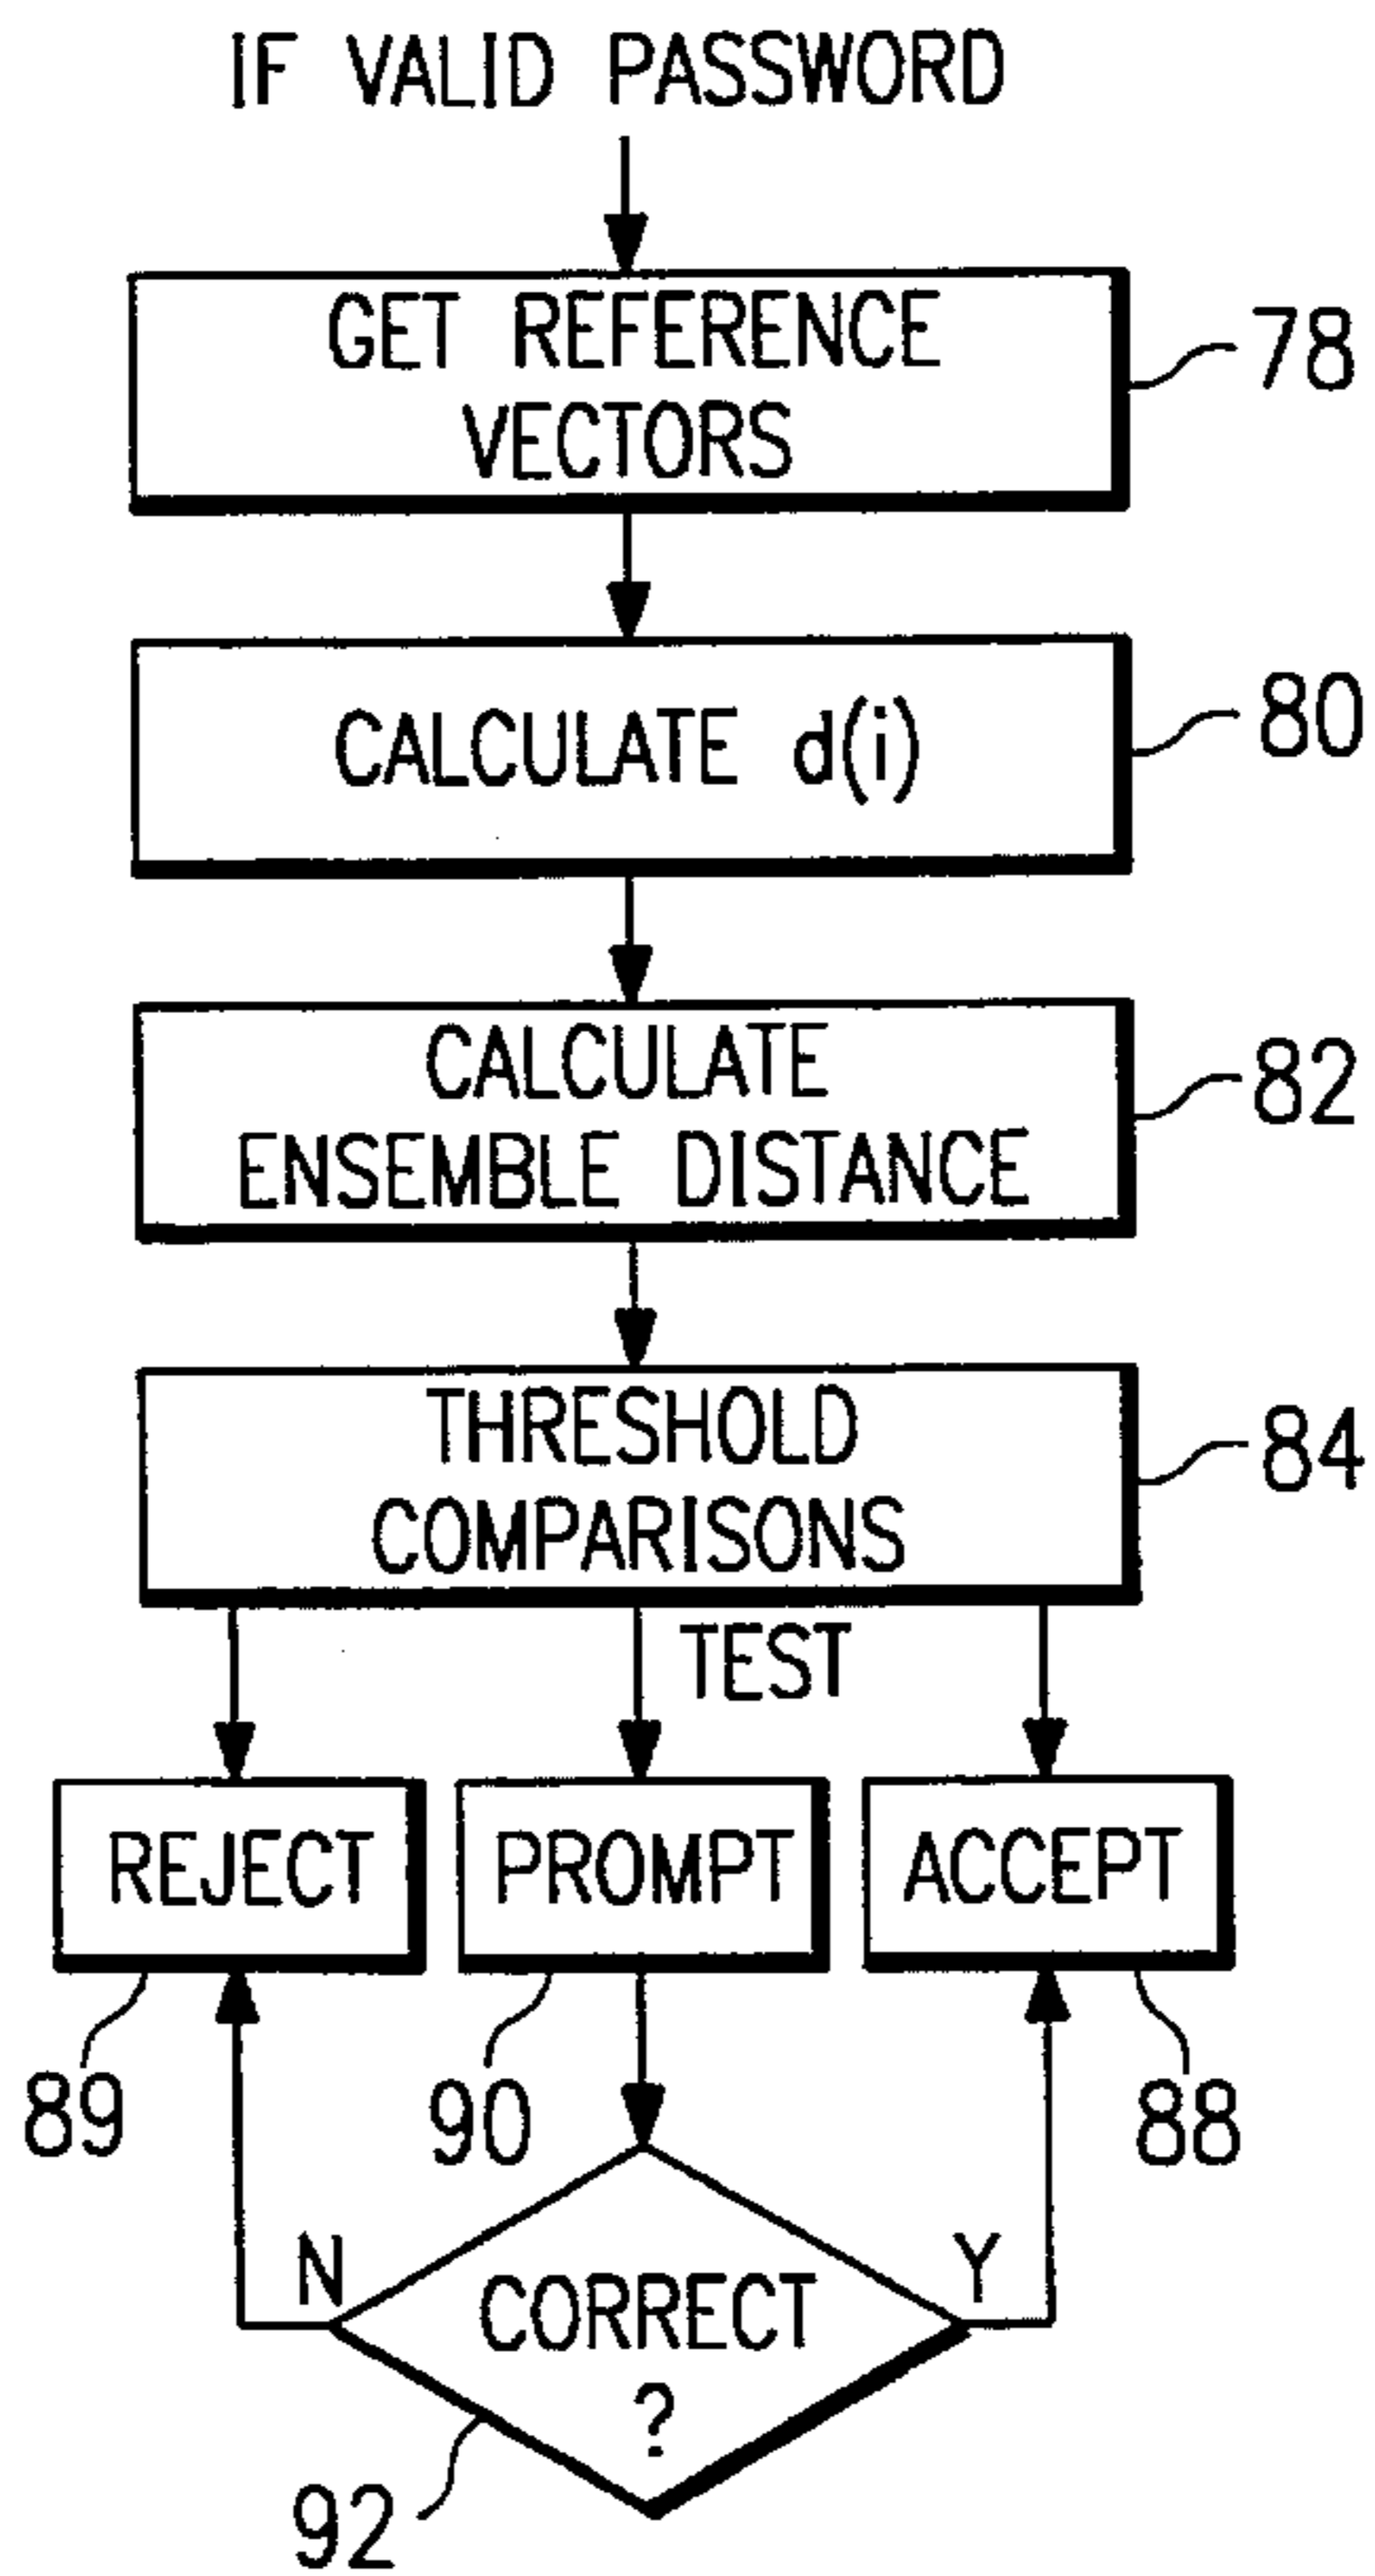 IF VALID PASSWORD
GET REFERENCE
VECTORS
78
CALCULATE d(i)
80
CALCULATE
ENSEMBLE DISTANCE
82
THRESHOLD
COMPARISONS
84
TEST
REJECT
PROMPT
ACCEPT
89
90
88
N
Y
CORRECT
?
92